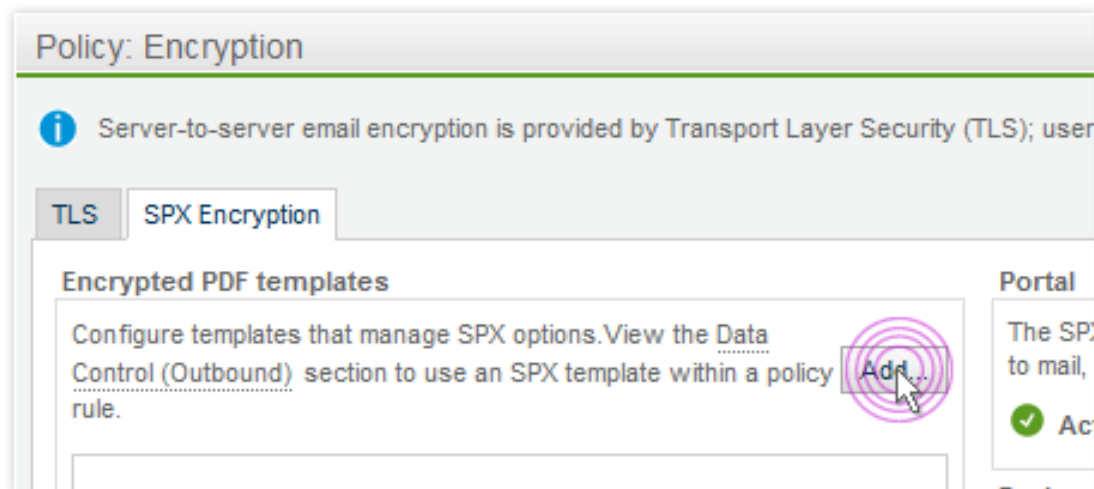 Policy: Encryption
Server-to-server email encryption is provided by Transport Layer Security (TLS); user
TLS
SPX Encryption
Encrypted PDF templates
Configure templates that manage SPX options.View the Data
Control (Outbound) section to use an SPX template within a policy
rule.
Add...
Portal
The SPX
to mail,